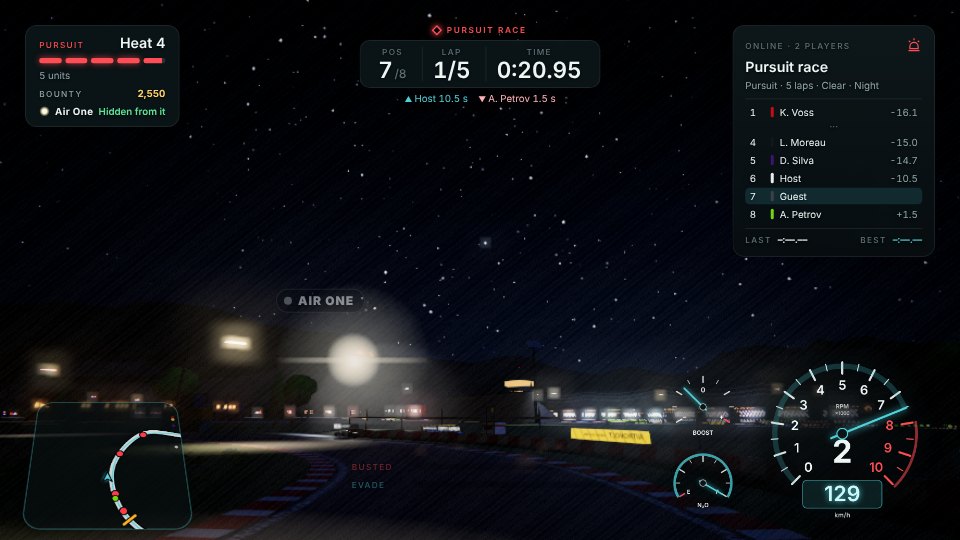 PURSUIT Heat 4
5 units
BOUNTY 2,550
Air One Hidden from it
PURSUIT RACE
POS LAP TIME
7/8 1/5 0:20.95
▲Host 10.5 s ▼A. Petrov 1.5 s
ONLINE · 2 PLAYERS
Pursuit race
Pursuit · 5 laps · Clear · Night
1 K. Voss -16.1
...
4 L. Moreau -15.0
5 D. Silva -14.7
6 Host -10.5
7 Guest
8 A. Petrov +1.5
LAST –:––.–– BEST –:––.––
AIR ONE
BUSTED
EVADE
0
BOOST
E F
N₂O
0 1 2 3 4 5 6 7 8 9 10
RPM
×1000
2
129
km/h